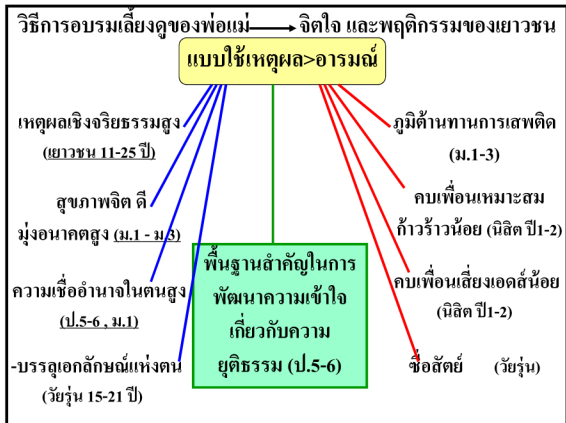 วิธีการอบรมเลี้ยงดูของพ่อแม่ จิตใจ และพฤติกรรมของเยาวชน
แบบใช้เหตุผล>อารมณ์
เหตุผลเชิงจริยธรรมสูง
(เยาวชน 11-25 ปี)
สุขภาพจิต ดี
มุ่งอนาคตสูง (ม.1 - ม.3)
ความเชื่ออำนาจในตนสูง
(ป.5-6 , ม.1)
-บรรลุเอกลักษณ์แห่งตน
(วัยรุ่น 15-21 ปี)
พื้นฐานสำคัญในการ
พัฒนาความเข้าใจ
เกี่ยวกับความ
ยุติธรรม (ป.5-6)
ภูมิต้านทานการเสพติด
(ม.1-3)
คบเพื่อนเหมาะสม
ก้าวร้าวน้อย (นิสิต ปี1-2)
คบเพื่อนเสี่ยงเอดส์น้อย
(นิสิต ปี1-2)
ซื่อสัตย์ (วัยรุ่น)